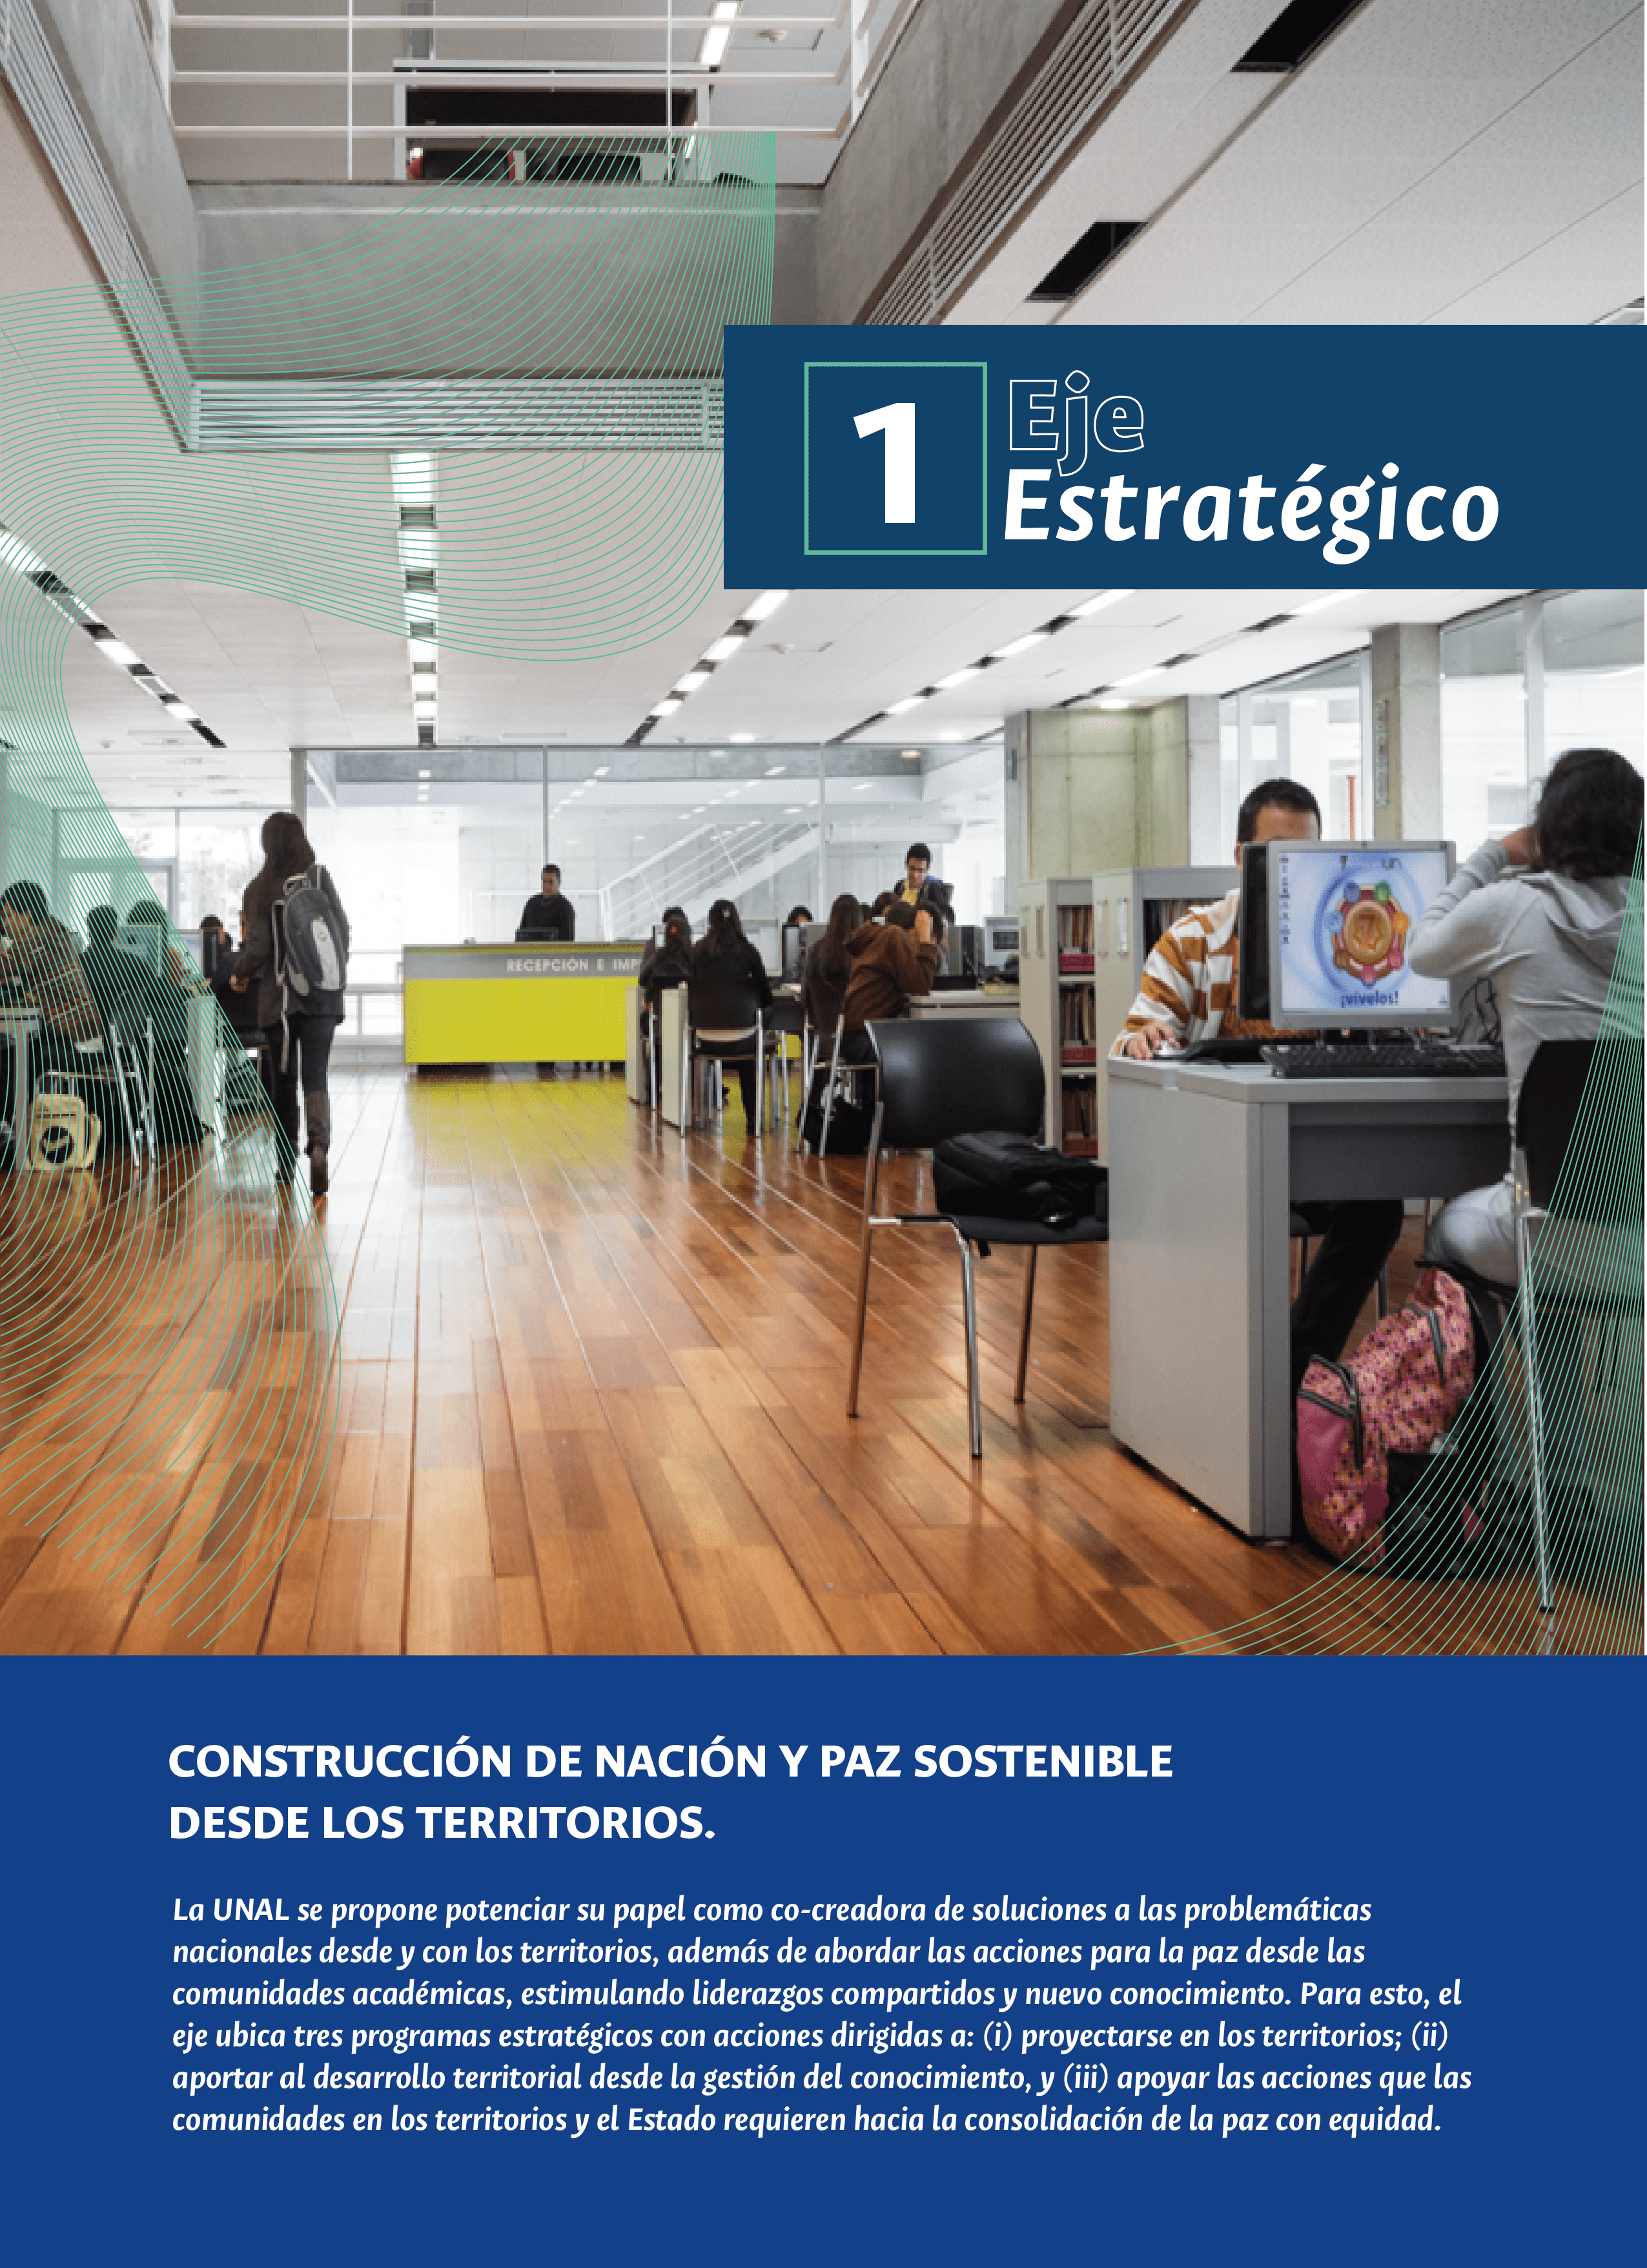 1 Eje
Estratégico
RECEPCIÓN E
¡vívelos!
CONSTRUCCIÓN DE NACIÓN Y PAZ SOSTENIBLE
DESDE LOS TERRITORIOS.
La UNAL se propone potenciar su papel como co-creadora de soluciones a las problemáticas
nacionales desde y con los territorios, además de abordar las acciones para la paz desde las
comunidades académicas, estimulando liderazgos compartidos y nuevo conocimiento. Para esto, el
eje ubica tres programas estratégicos con acciones dirigidas a: (i) proyectarse en los territorios; (ii)
aportar al desarrollo territorial desde la gestión del conocimiento, y (iii) apoyar las acciones que las
comunidades en los territorios y el Estado requieren hacia la consolidación de la paz con equidad.